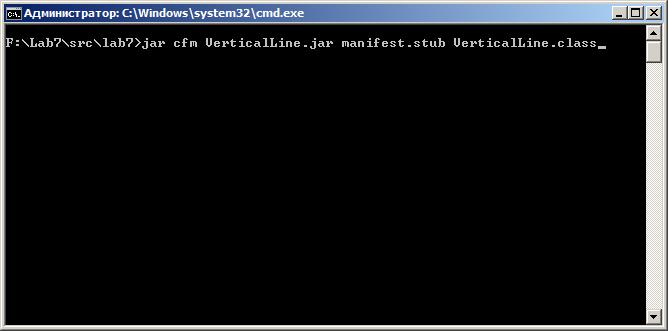 Администратор: C:\Windows\system32\cmd.exe
F:\Lab7\src\lab7>jar cfm VerticalLine.jar manifest.stub VerticalLine.class_